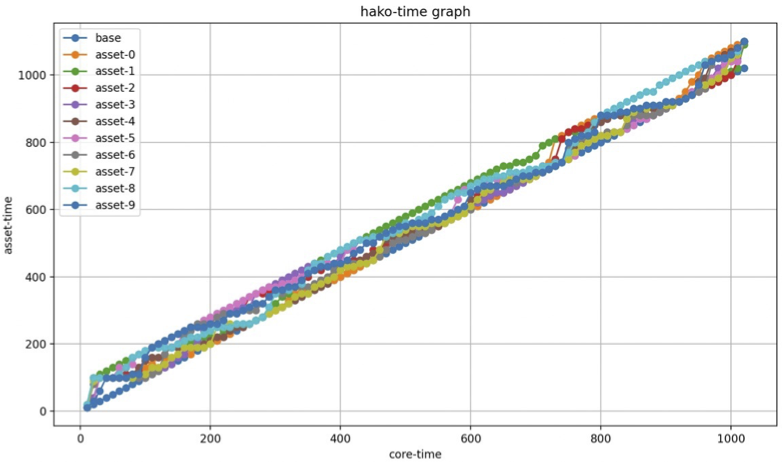 hako-time graph
base
asset-0
asset-1
asset-2
asset-3
asset-4
asset-5
asset-6
asset-7
asset-8
asset-9
1000
800
600
400
200
0
asset-time
0 200 400 600 800 1000
core-time